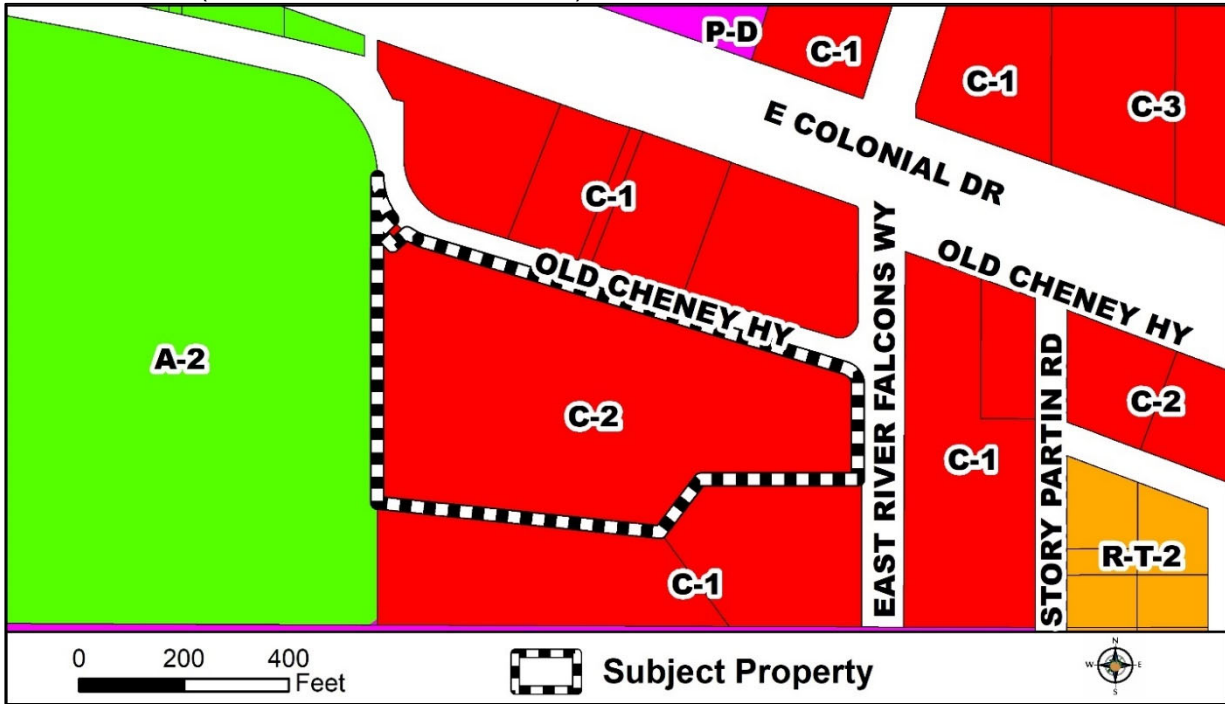 P-D
C-1
C-1
C-3
E COLONIAL DR
C-1
OLD CHENEY HY
EAST RIVER FALCONS WY
OLD CHENEY HY
A-2
C-2
STORY PARTIN RD
C-2
C-1
R-T-2
C-1
0 200 400
Feet
Subject Property
N
W E
S